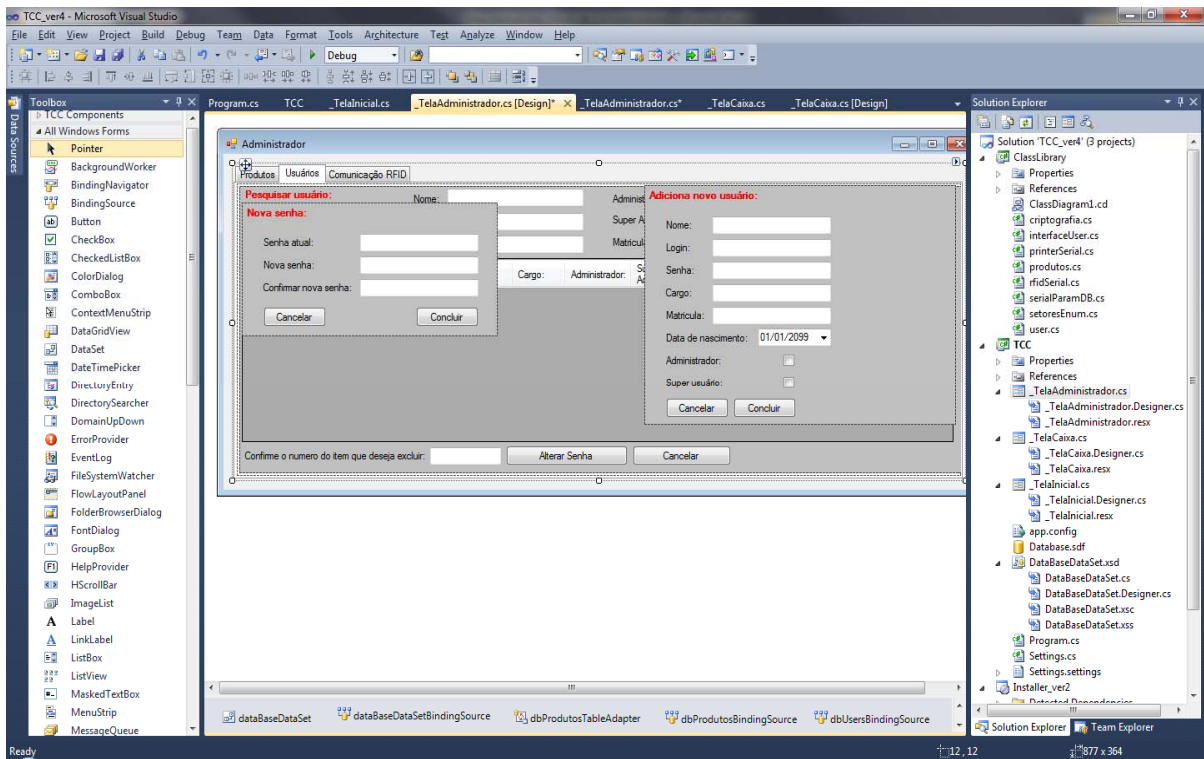 TCC_ver4 - Microsoft Visual Studio
File Edit View Project Build Debug Team Data Format Tools Architecture Test Analyze Window Help
Debug
Data Sources
Toolbox
TCC Components
All Windows Forms
Pointer
BackgroundWorker
BindingNavigator
BindingSource
Button
CheckBox
CheckedListBox
ColorDialog
ComboBox
ContextMenuStrip
DataGridView
DataSet
DateTimePicker
DirectoryEntry
DirectorySearcher
DomainUpDown
ErrorProvider
EventLog
FileSystemWatcher
FlowLayoutPanel
FolderBrowserDialog
FontDialog
GroupBox
HelpProvider
HScrollBar
ImageList
Label
LinkLabel
ListBox
ListView
MaskedTextBox
MenuStrip
MessageQueue
Program.cs TCC _TelaInicial.cs _TelaAdministrador.cs [Design]* _TelaAdministrador.cs* _TelaCaixa.cs _TelaCaixa.cs [Design]
Administrador
Produtos Usuários Comunicação RFID
Pesquisar usuário: Nome: Administ
Super A
Matricul
Nova senha:
Senha atual:
Nova senha:
Confirmar nova senha:
Cancelar Concluir
Cargo: Administrador:
Adiciona novo usuário:
Nome:
Login:
Senha:
Cargo:
Matricula:
Data de nascimento: 01/01/2099
Administrador:
Super usuário:
Cancelar Concluir
Confirme o numero do item que deseja excluir: Alterar Senha Cancelar
dataBaseDataSet dataBaseDataSetBindingSource dbProdutosTableAdapter dbProdutosBindingSource dbUsersBindingSource
Solution Explorer
Solution 'TCC_ver4' (3 projects)
ClassLibrary
Properties
References
ClassDiagram1.cd
criptografia.cs
interfaceUser.cs
printerSerial.cs
produtos.cs
rfidSerial.cs
serialParamDB.cs
setoresEnum.cs
user.cs
TCC
Properties
References
_TelaAdministrador.cs
_TelaAdministrador.Designer.cs
_TelaAdministrador.resx
_TelaCaixa.cs
_TelaCaixa.Designer.cs
_TelaCaixa.resx
_TelaInicial.cs
_TelaInicial.Designer.cs
_TelaInicial.resx
app.config
Database.sdf
DataBaseDataSet.xsd
DataBaseDataSet.cs
DataBaseDataSet.Designer.cs
DataBaseDataSet.xsc
DataBaseDataSet.xss
Program.cs
Settings.cs
Settings.settings
Installer_ver2
Detected Dependencies
Solution Explorer Team Explorer
Ready 12 , 12 877 x 364